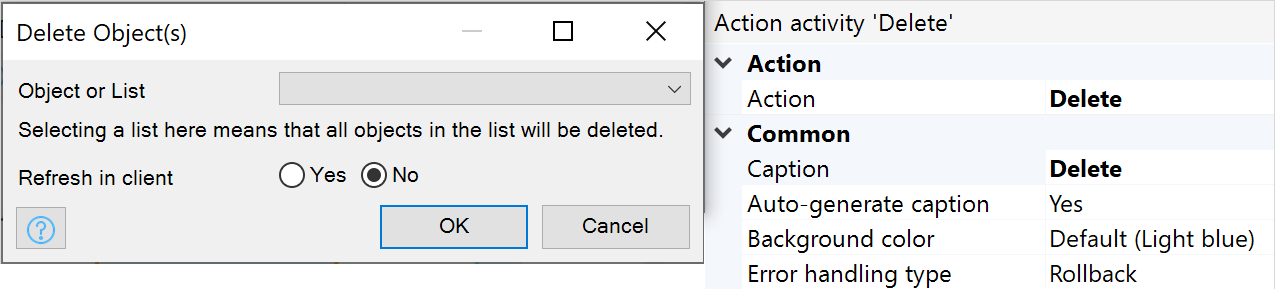 Delete Object(s)
Object or List
Selecting a list here means that all objects in the list will be deleted.
Refresh in client Yes No
? OK Cancel
Action activity 'Delete'
Action
Action Delete
Common
Caption Delete
Auto-generate caption Yes
Background color Default (Light blue)
Error handling type Rollback